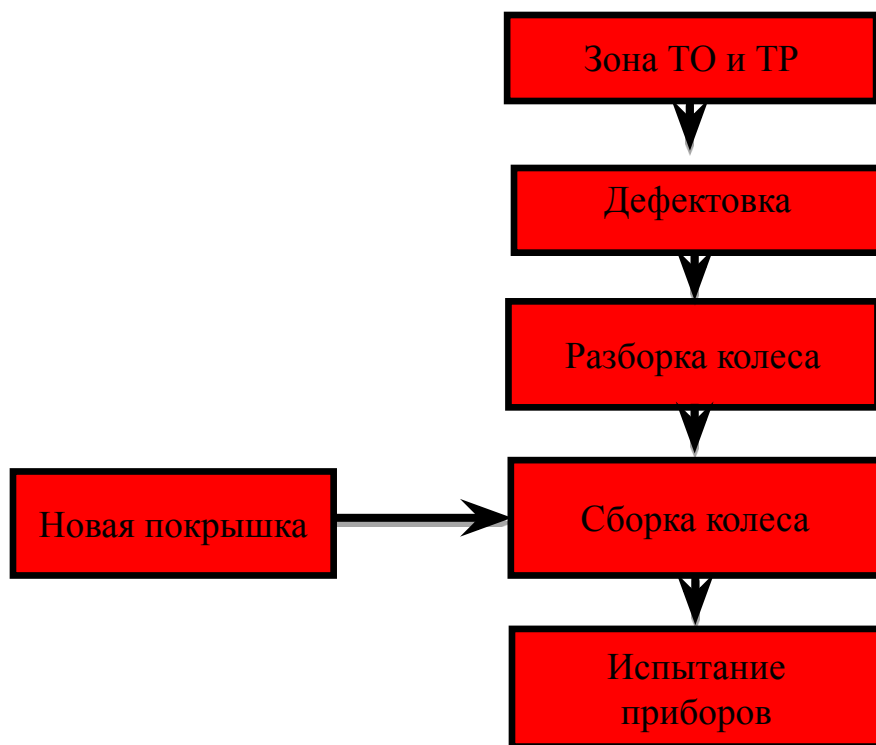 Зона ТО и ТР
Дефектовка
Разборка колеса
Новая покрышка
Сборка колеса
Испытание
приборов